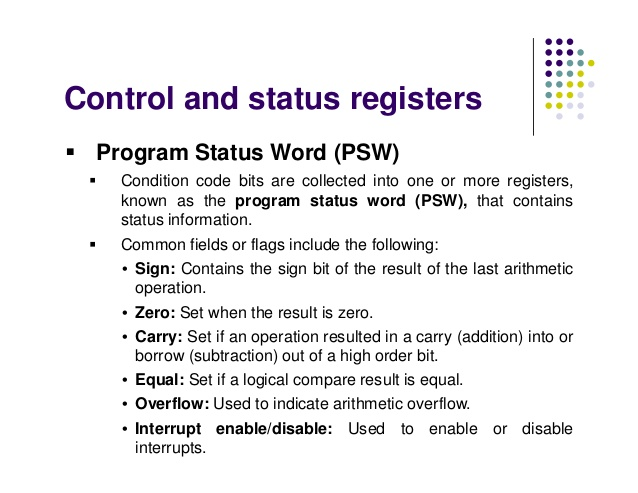 Control and status registers
▪ Program Status Word (PSW)
▪ Condition code bits are collected into one or more registers,
known as the program status word (PSW), that contains
status information.
▪ Common fields or flags include the following:
• Sign: Contains the sign bit of the result of the last arithmetic
operation.
• Zero: Set when the result is zero.
• Carry: Set if an operation resulted in a carry (addition) into or
borrow (subtraction) out of a high order bit.
• Equal: Set if a logical compare result is equal.
• Overflow: Used to indicate arithmetic overflow.
• Interrupt enable/disable: Used to enable or disable
interrupts.